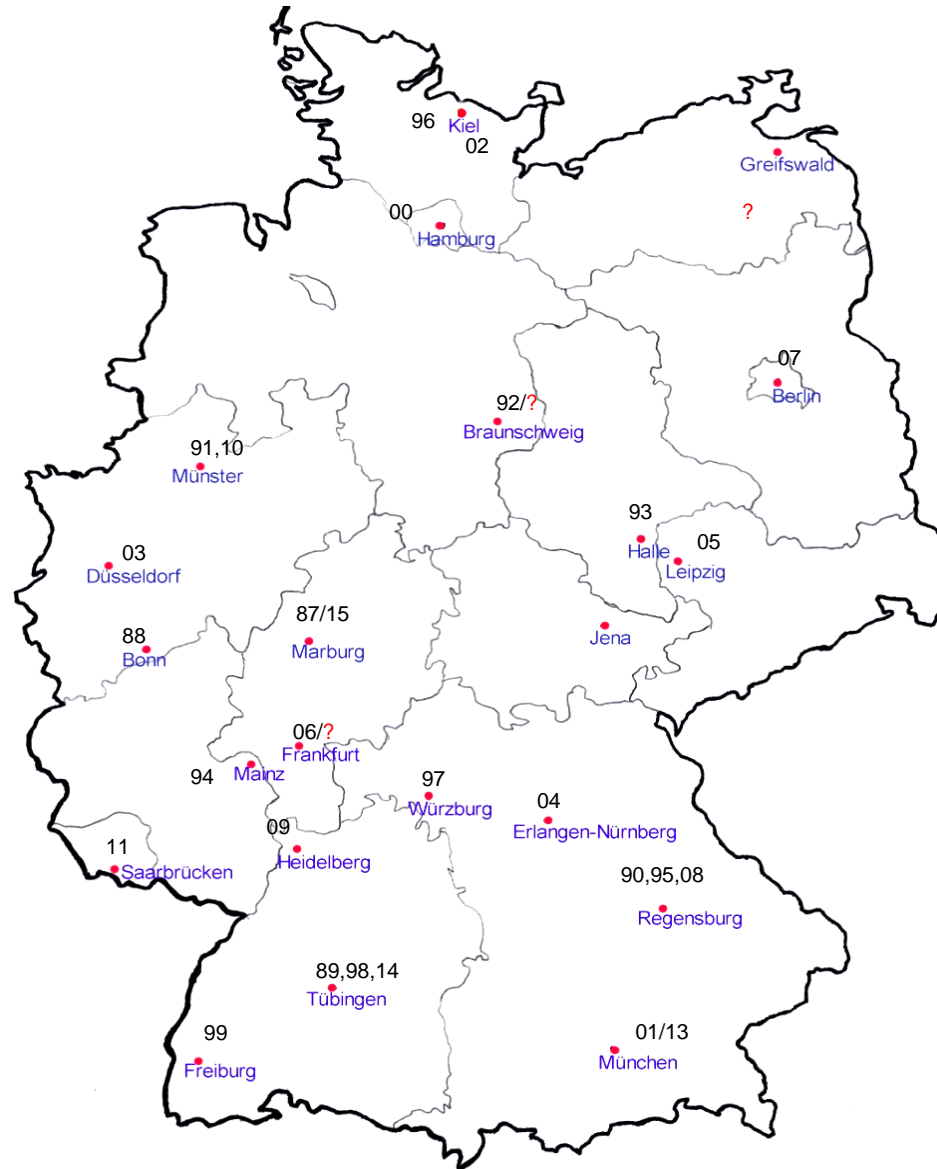 96
Kiel
02
Greifswald
?
00
Hamburg
07
Berlin
92/?
Braunschweig
91,10
Münster
93
Halle
05
Leipzig
03
Düsseldorf
87/15
Marburg
Jena
88
Bonn
06/?
Frankfurt
94
Mainz
97
Würzburg
04
Erlangen-Nürnberg
09
Heidelberg
11
Saarbrücken
90,95,08
Regensburg
89,98,14
Tübingen
99
Freiburg
01/13
München